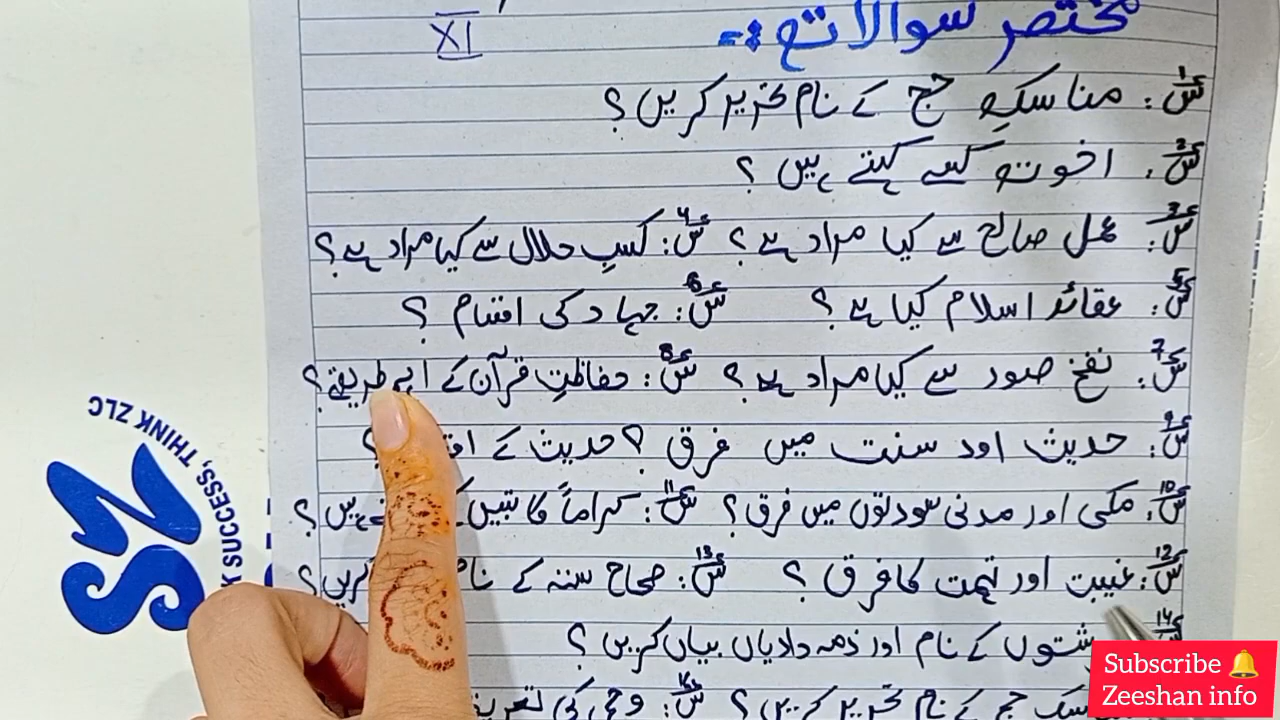 مختصر سوالات :-
XI
س1: مناسکِ حج کے نام تحریر کریں؟
س2: اخوت کسے کہتے ہیں ؟
س3: عمل صالح سے کیا مراد ہے؟ س4: کسبِ حلال سے کیا مراد ہے؟
س5: عقائد اسلام کیا ہے؟ س6: جہاد کی اقسام ؟
س7: نفخ صور سے کیا مراد ہے؟ س8: حفاظتِ قرآن کے طریقے؟
س9: حدیث اور سنت میں فرق؟ حدیث کے ؟
س10: مکی اور مدنی سورتوں میں فرق؟ س11: کراماً کاتبین ہیں؟
س12: غیبت اور تہمت کا فرق ؟ س13: صحاح ستہ کے کریں؟
14 کے نام اور ذمہ داریاں بیان کریں؟
حج کے نام تحریر کریں؟ س: وحی کی
SUCCESS, THINK ZLC
Subscribe 🔔
Zeeshan info